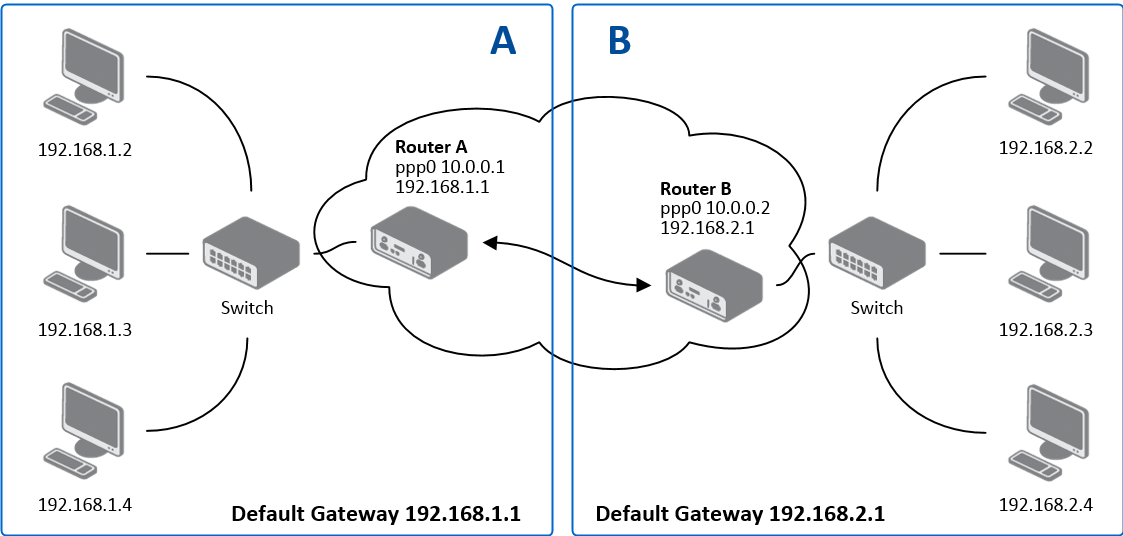 A
B
192.168.1.2
Router A
ppp0 10.0.0.1
192.168.1.1
192.168.2.2
Router B
ppp0 10.0.0.2
192.168.2.1
Switch
Switch
192.168.1.3
192.168.2.3
192.168.1.4
192.168.2.4
Default Gateway 192.168.1.1
Default Gateway 192.168.2.1